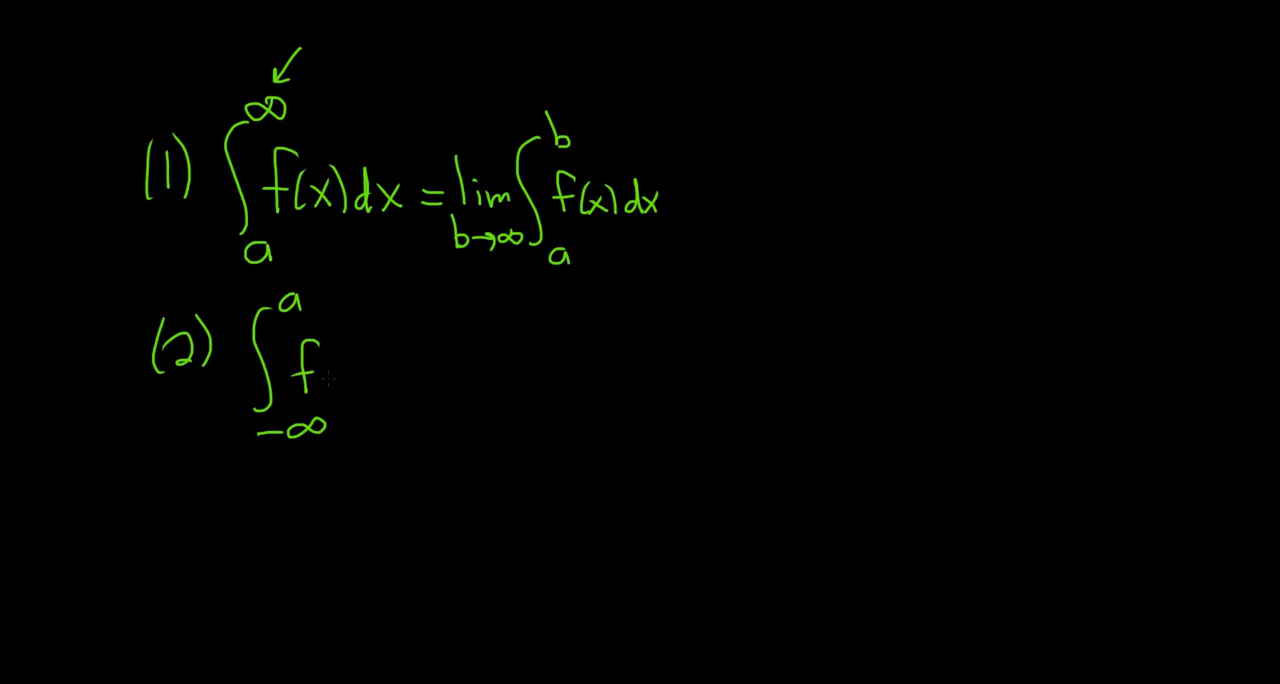 (1) ∫_a^∞ f(x)dx = lim_{b→∞} ∫_a^b f(x)dx
(2) ∫_{-∞}^a f